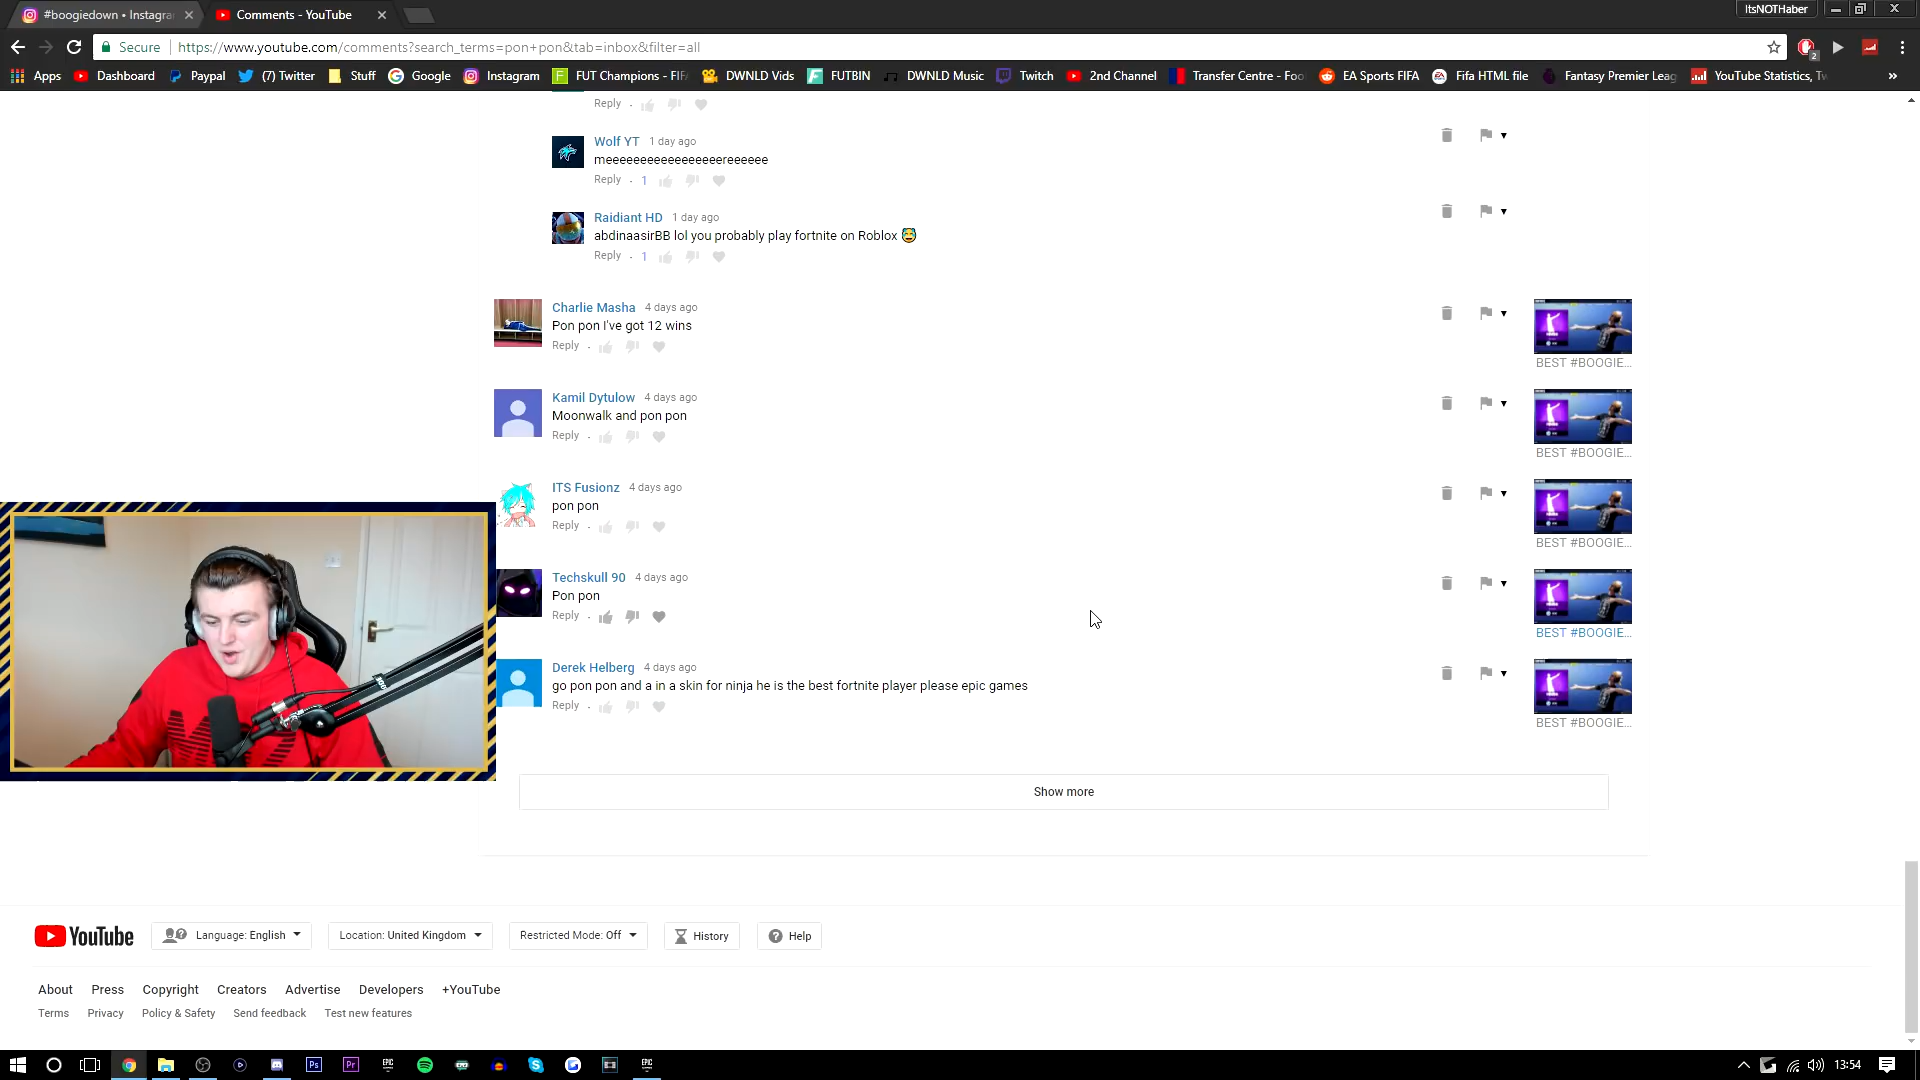 #boogiedown • Instagra
Comments - YouTube
ItsNOTHaber
Secure
https://www.youtube.com/comments?search_terms=pon+pon&tab=inbox&filter=all
2
Apps
Dashboard
Paypal
(7) Twitter
Stuff
Google
Instagram
FUT Champions - FIF
DWNLD Vids
FUTBIN
DWNLD Music
Twitch
2nd Channel
Transfer Centre - Foo
EA Sports FIFA
Fifa HTML file
Fantasy Premier Leag
YouTube Statistics, Tw
Reply
Wolf YT 1 day ago
meeeeeeeeeeeeeeeereeeeee
Reply 1
Raidiant HD 1 day ago
abdinaasirBB lol you probably play fortnite on Roblox 😅
Reply 1
Charlie Masha 4 days ago
Pon pon I've got 12 wins
Reply
BEST #BOOGIE...
Kamil Dytulow 4 days ago
Moonwalk and pon pon
Reply
BEST #BOOGIE...
ITS Fusionz 4 days ago
pon pon
Reply
BEST #BOOGIE...
Techskull 90 4 days ago
Pon pon
Reply
BEST #BOOGIE...
Derek Helberg 4 days ago
go pon pon and a in a skin for ninja he is the best fortnite player please epic games
Reply
BEST #BOOGIE...
Show more
YouTube
Language: English
Location: United Kingdom
Restricted Mode: Off
History
Help
About Press Copyright Creators Advertise Developers +YouTube
Terms Privacy Policy & Safety Send feedback Test new features
Ps
Pr
EPIC
EPIC
13:54